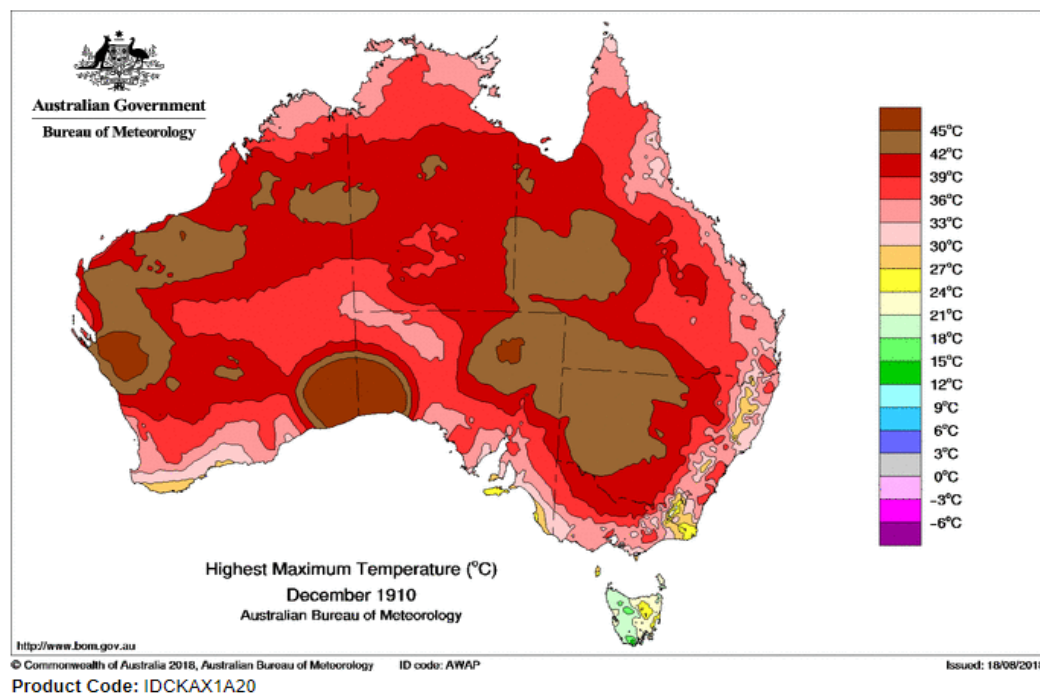 Australian Government
Bureau of Meteorology
45°C
42°C
39°C
36°C
33°C
30°C
27°C
24°C
21°C
18°C
15°C
12°C
9°C
6°C
3°C
0°C
-3°C
-6°C
Highest Maximum Temperature (°C)
December 1910
Australian Bureau of Meteorology
http://www.bom.gov.au
© Commonwealth of Australia 2018, Australian Bureau of Meteorology ID code: AWAP Issued: 18/08/2018
Product Code: IDCKAX1A20